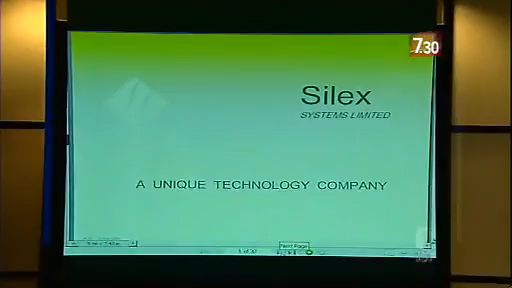 7.30
Silex
SYSTEMS LIMITED
A UNIQUE TECHNOLOGY COMPANY
Next Page